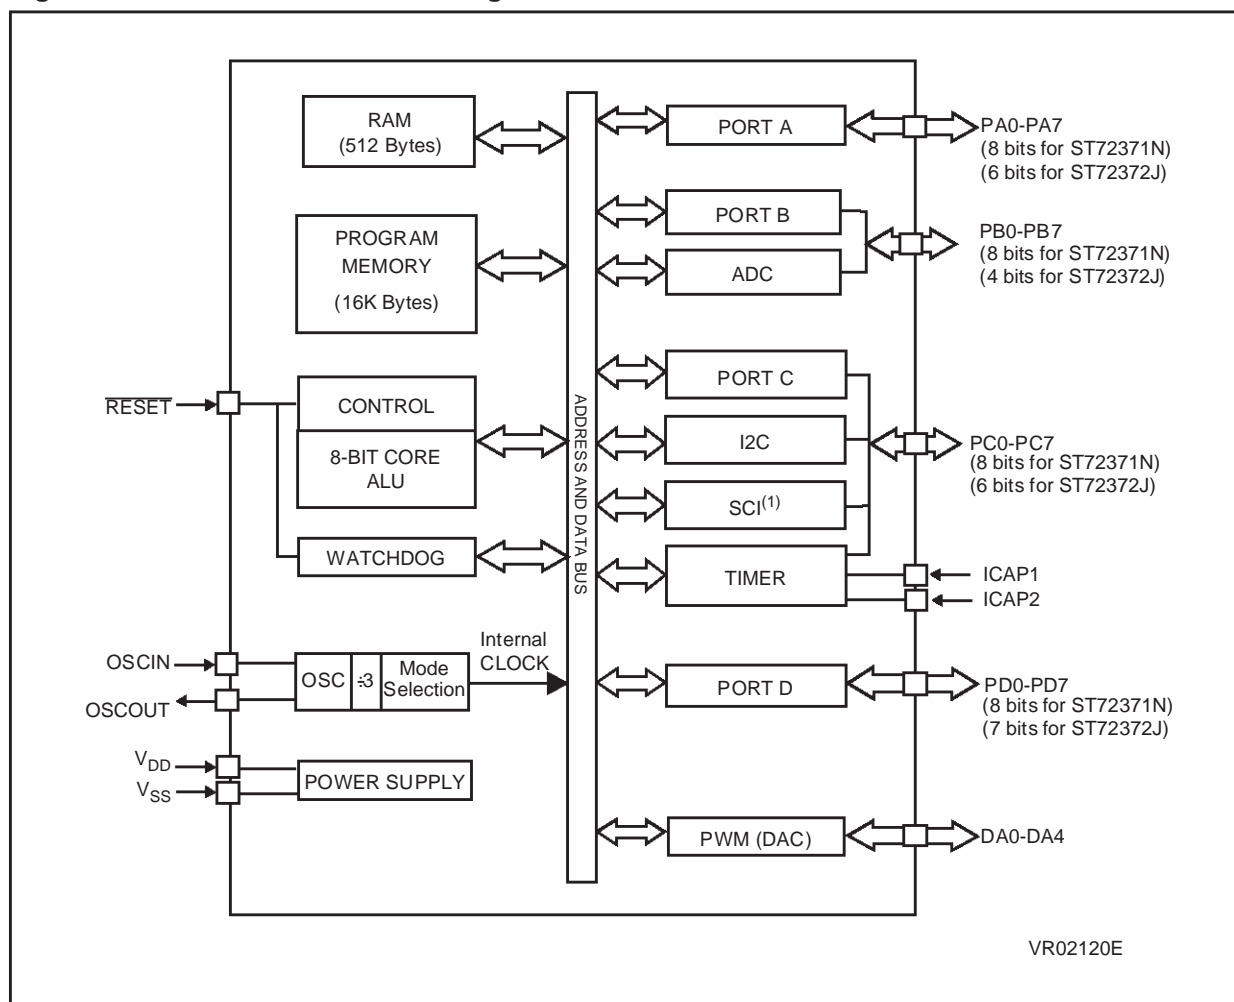 RAM
(512 Bytes)
PROGRAM
MEMORY
(16K Bytes)
RESET
CONTROL
8-BIT CORE
ALU
WATCHDOG
OSCIN
OSCOUT
OSC
÷3
Mode
Selection
Internal
CLOCK
VDD
VSS
POWER SUPPLY
ADDRESS AND DATA BUS
PORT A
PA0-PA7
(8 bits for ST72371N)
(6 bits for ST72372J)
PORT B
ADC
PB0-PB7
(8 bits for ST72371N)
(4 bits for ST72372J)
PORT C
I2C
SCI(1)
TIMER
PC0-PC7
(8 bits for ST72371N)
(6 bits for ST72372J)
ICAP1
ICAP2
PORT D
PD0-PD7
(8 bits for ST72371N)
(7 bits for ST72372J)
PWM (DAC)
DA0-DA4
VR02120E